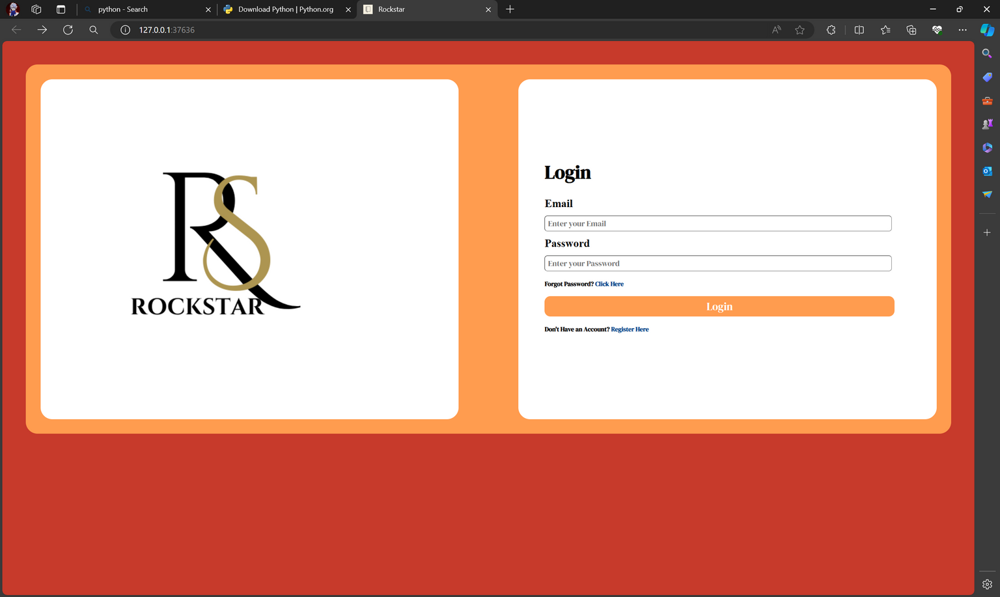 python - Search
Download Python | Python.org
Rockstar
127.0.0.1:37636
RS
ROCKSTAR
Login
Email
Enter your Email
Password
Enter your Password
Forgot Password? Click Here
Login
Don't Have an Account? Register Here